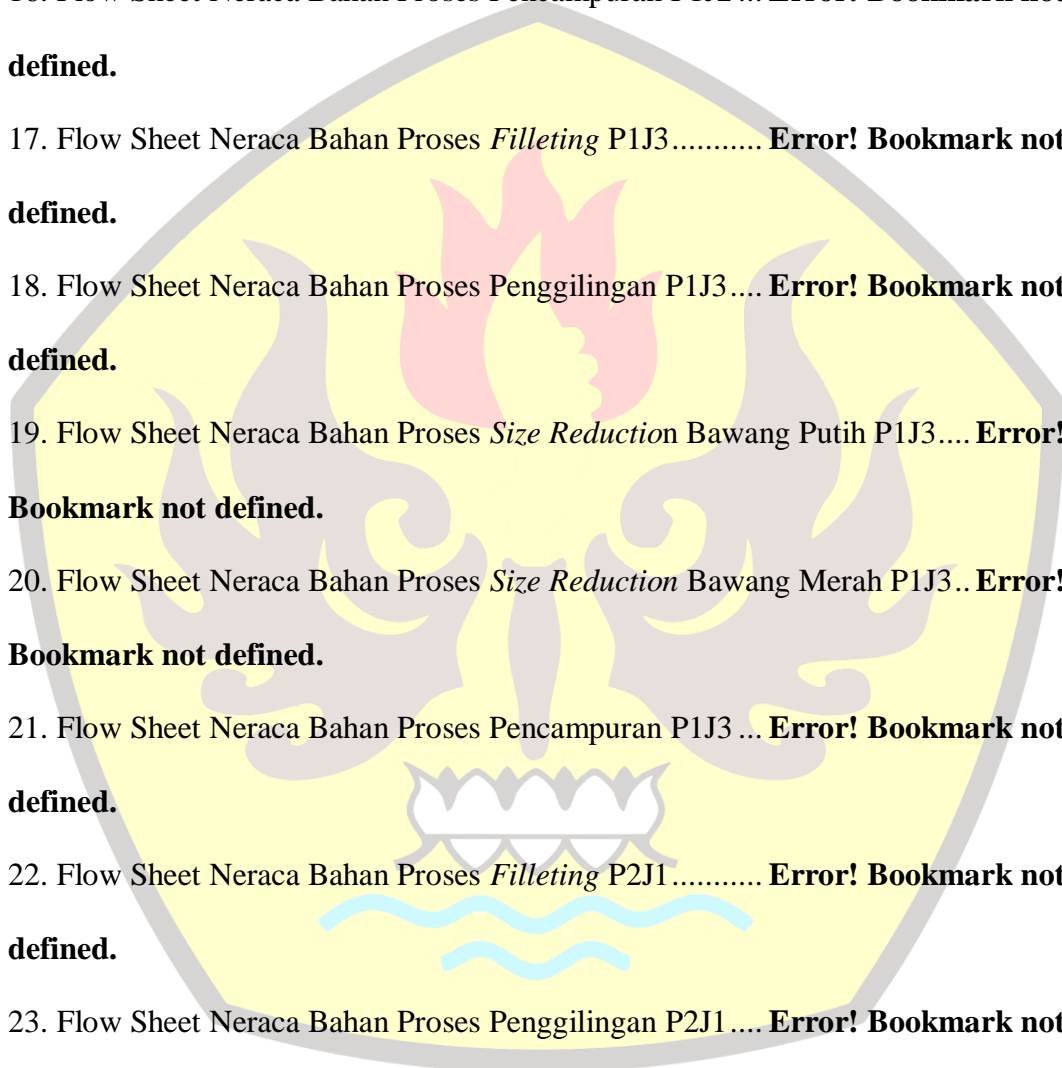 defined.
17. Flow Sheet Neraca Bahan Proses Filleting P1J3........... Error! Bookmark not
defined.
18. Flow Sheet Neraca Bahan Proses Penggilingan P1J3.... Error! Bookmark not
defined.
19. Flow Sheet Neraca Bahan Proses Size Reduction Bawang Putih P1J3.... Error!
Bookmark not defined.
20. Flow Sheet Neraca Bahan Proses Size Reduction Bawang Merah P1J3.. Error!
Bookmark not defined.
21. Flow Sheet Neraca Bahan Proses Pencampuran P1J3 ... Error! Bookmark not
defined.
22. Flow Sheet Neraca Bahan Proses Filleting P2J1........... Error! Bookmark not
defined.
23. Flow Sheet Neraca Bahan Proses Penggilingan P2J1.... Error! Bookmark not